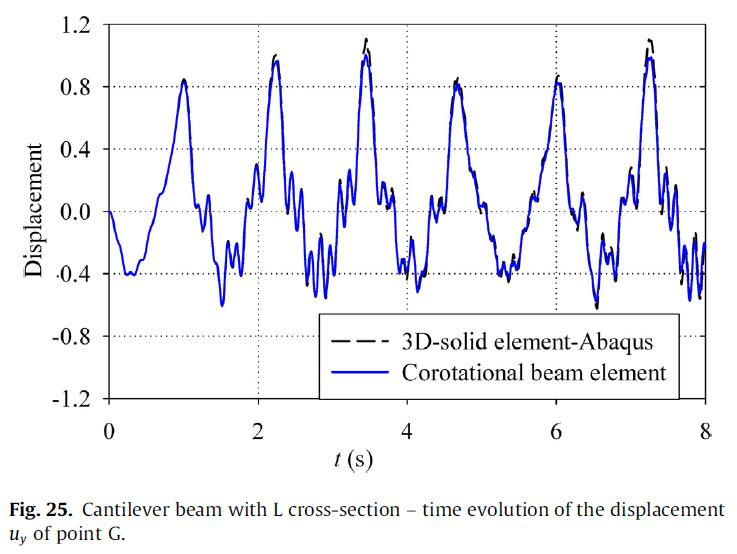 1.2
0.8
0.4
0.0
-0.4
-0.8
-1.2
Displacement
3D-solid element-Abaqus
Corotational beam element
0 2 4 6 8
t (s)
Fig. 25. Cantilever beam with L cross-section – time evolution of the displacement
uy of point G.